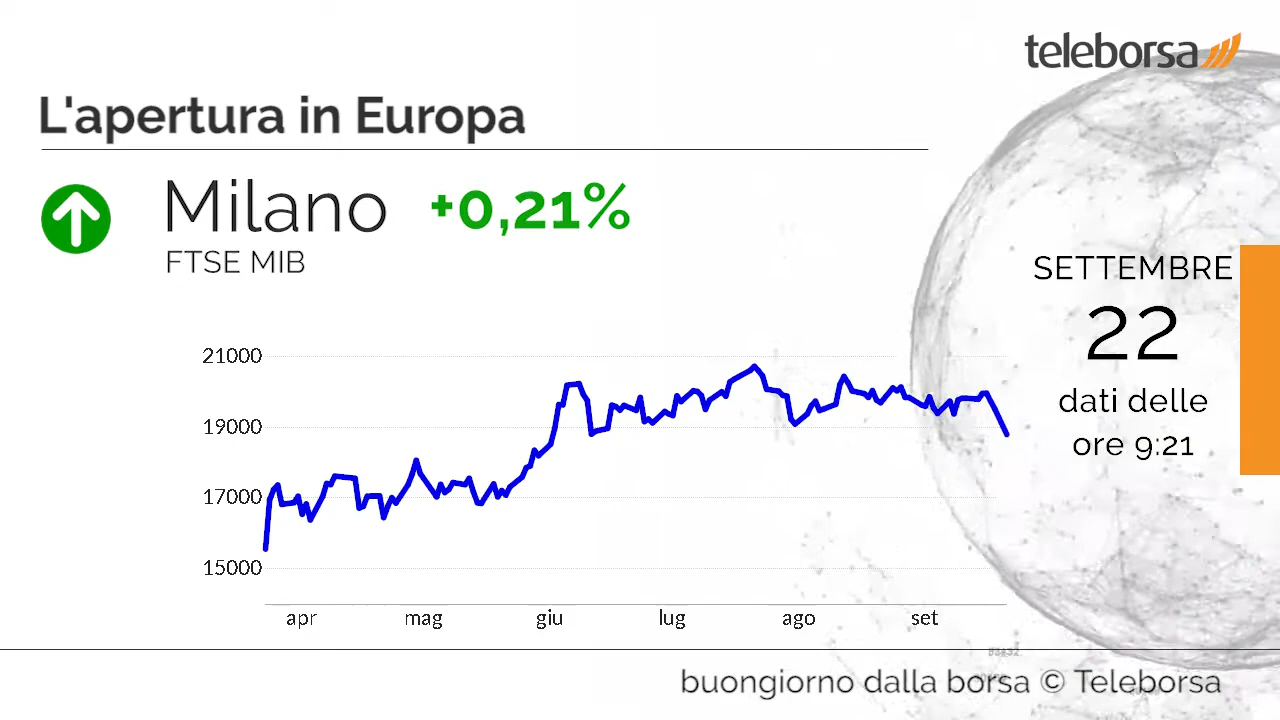 teleborsa
L'apertura in Europa
Milano +0,21%
FTSE MIB
SETTEMBRE
22
dati delle
ore 9:21
21000
19000
17000
15000
apr mag giu lug ago set
buongiorno dalla borsa © Teleborsa